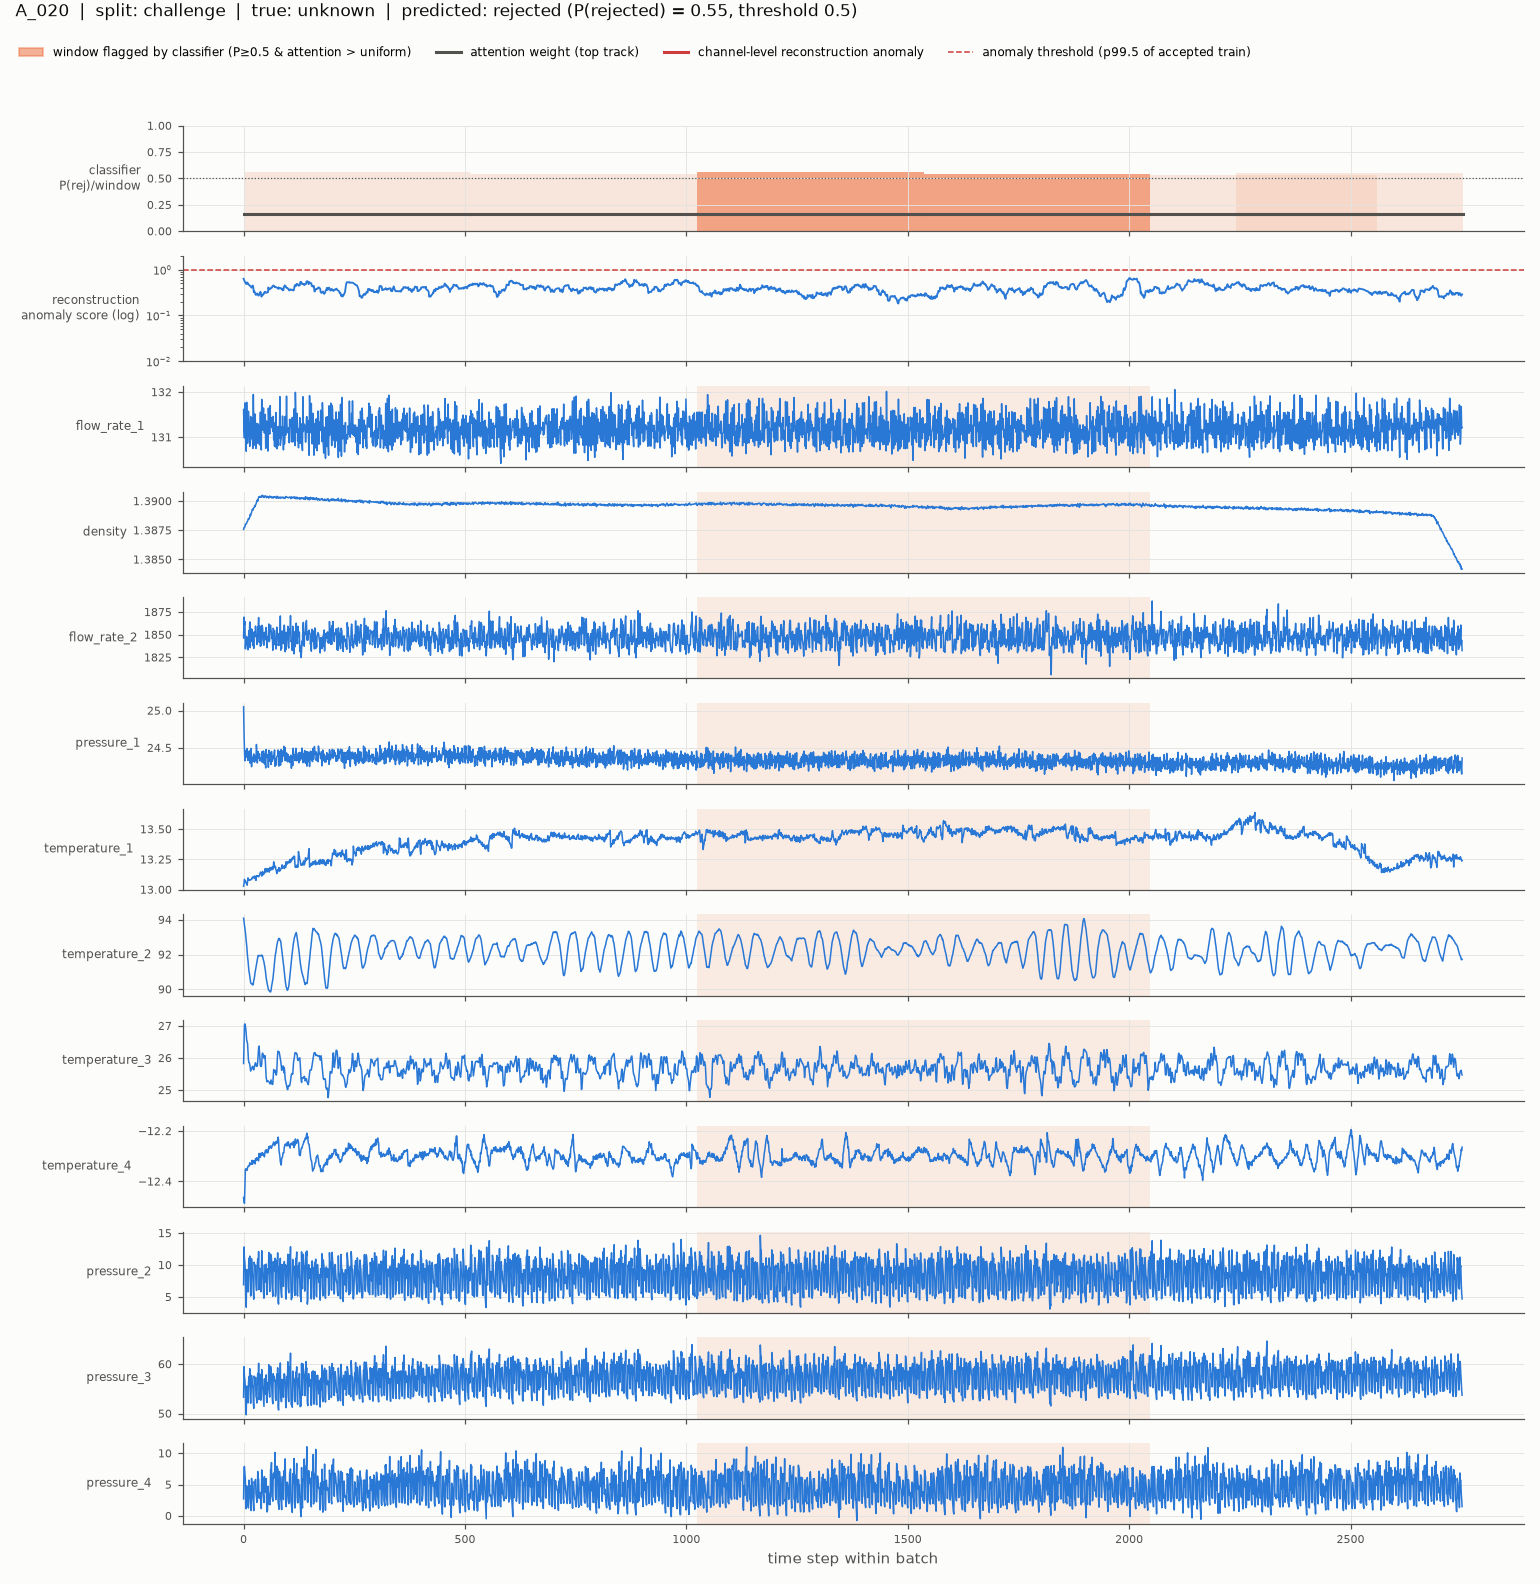 A_020 | split: challenge | true: unknown | predicted: rejected (P(rejected) = 0.55, threshold 0.5)
window flagged by classifier (P≥0.5 & attention > uniform) attention weight (top track) channel-level reconstruction anomaly anomaly threshold (p99.5 of accepted train)
1.00
0.75
classifier
P(rej)/window
0.50
0.25
0.00
10⁰
reconstruction
anomaly score (log)
10⁻¹
10⁻²
132
flow_rate_1
131
1.3900
density
1.3875
1.3850
1875
flow_rate_2
1850
1825
25.0
pressure_1
24.5
13.50
temperature_1
13.25
13.00
94
temperature_2
92
90
27
temperature_3
26
25
−12.2
temperature_4
−12.4
15
pressure_2
10
5
60
pressure_3
50
10
pressure_4
5
0
0 500 1000 1500 2000 2500
time step within batch